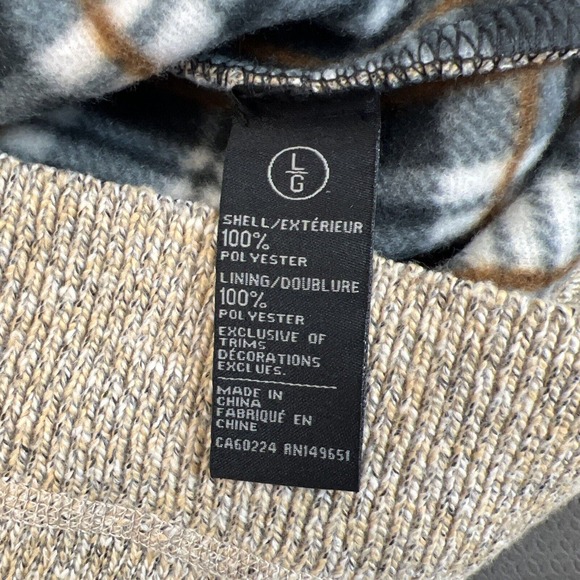 L
G
SHELL/EXTÉRIEUR
100%
POLYESTER
LINING/DOUBLURE
100%
POLYESTER
EXCLUSIVE OF
TRIMS
DÉCORATIONS
EXCLUES.
MADE IN
CHINA
FABRIQUÉ EN
CHINE
CA60224 RN149651